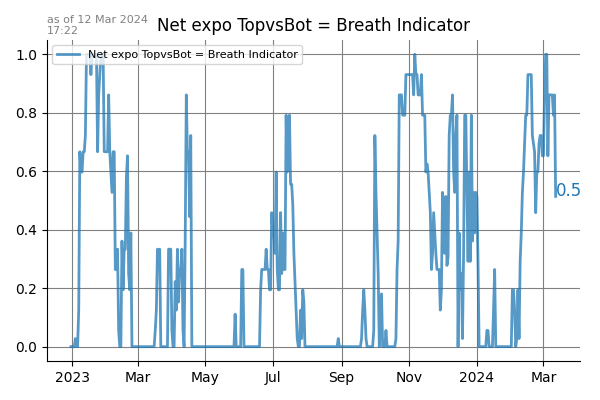 as of 12 Mar 2024
17:22
Net expo TopvsBot = Breath Indicator
Net expo TopvsBot = Breath Indicator
1.0
0.8
0.6
0.4
0.2
0.0
0.5
2023 Mar May Jul Sep Nov 2024 Mar